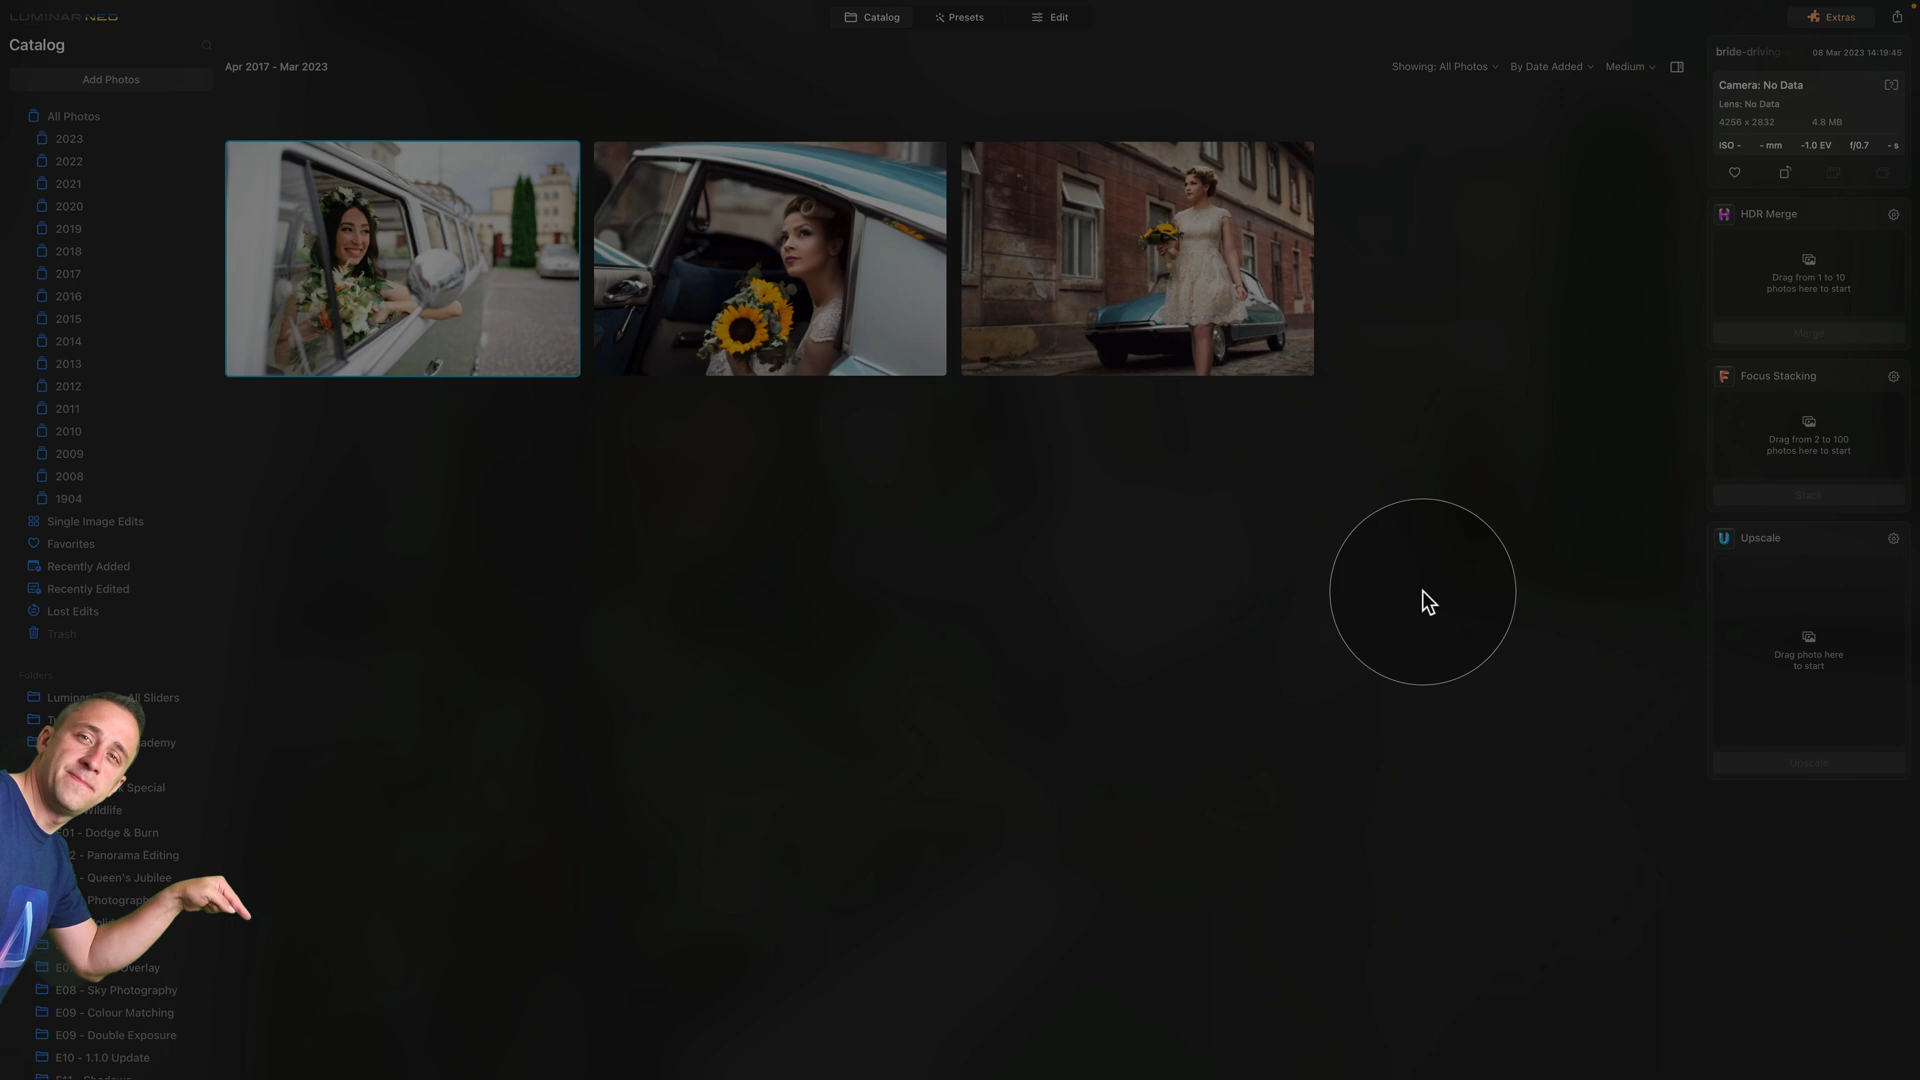 LUMINAR NEO
Catalog
Presets
Edit
Extras
Catalog
Add Photos
Apr 2017 - Mar 2023
Showing: All Photos
By Date Added
Medium
bride-driving-
08 Mar 2023 14:19:45
Camera: No Data
Lens: No Data
4256 x 2832
4.8 MB
ISO -
- mm
-1.0 EV
f/0.7
- s
All Photos
2023
2022
2021
2020
2019
2018
2017
2016
2015
2014
2013
2012
2011
2010
2009
2008
1904
Single Image Edits
Favorites
Recently Added
Recently Edited
Lost Edits
Trash
HDR Merge
Drag from 1 to 10
photos here to start
Merge
Focus Stacking
Drag from 2 to 100
photos here to start
Stack
Upscale
Drag photo here
to start
Upscale
Folders
All Sliders
Special
Wildlife
E01 - Dodge & Burn
- Panorama Editing
Queen's Jubilee
Overlay
E08 - Sky Photography
E09 - Colour Matching
E09 - Double Exposure
E10 - 1.1.0 Update